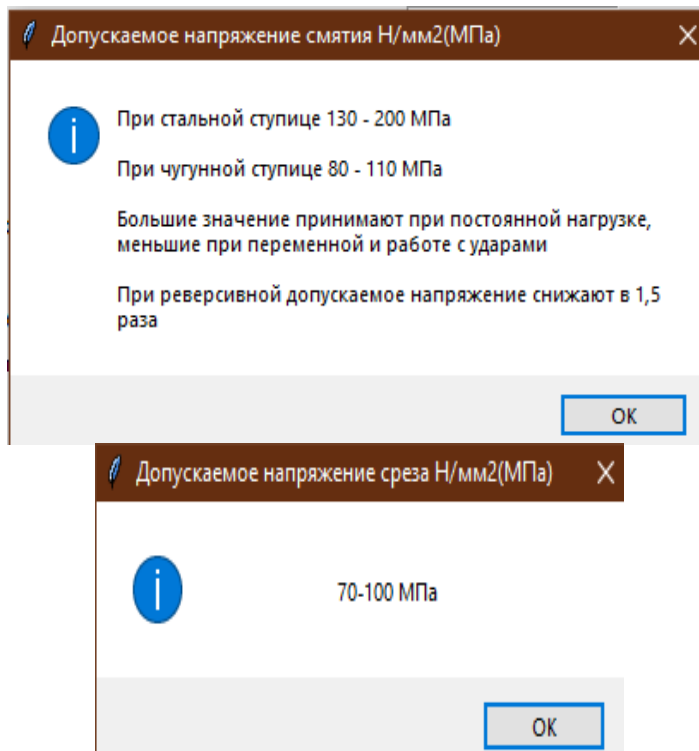 Допускаемое напряжение смятия Н/мм2(МПа)
При стальной ступице 130 - 200 МПа
При чугунной ступице 80 - 110 МПа
Большие значение принимают при постоянной нагрузке,
меньшие при переменной и работе с ударами
При реверсивной допускаемое напряжение снижают в 1,5
раза
ОК
Допускаемое напряжение среза Н/мм2(МПа)
70-100 МПа
ОК